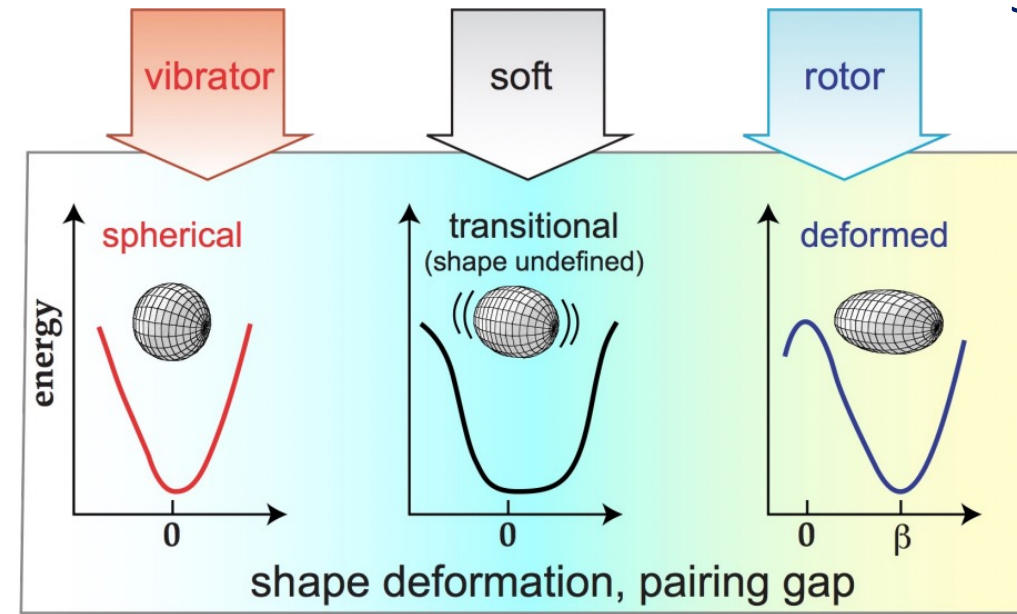 vibrator
soft
rotor
spherical
transitional
(shape undefined)
deformed
energy
0
0
0
β
shape deformation, pairing gap